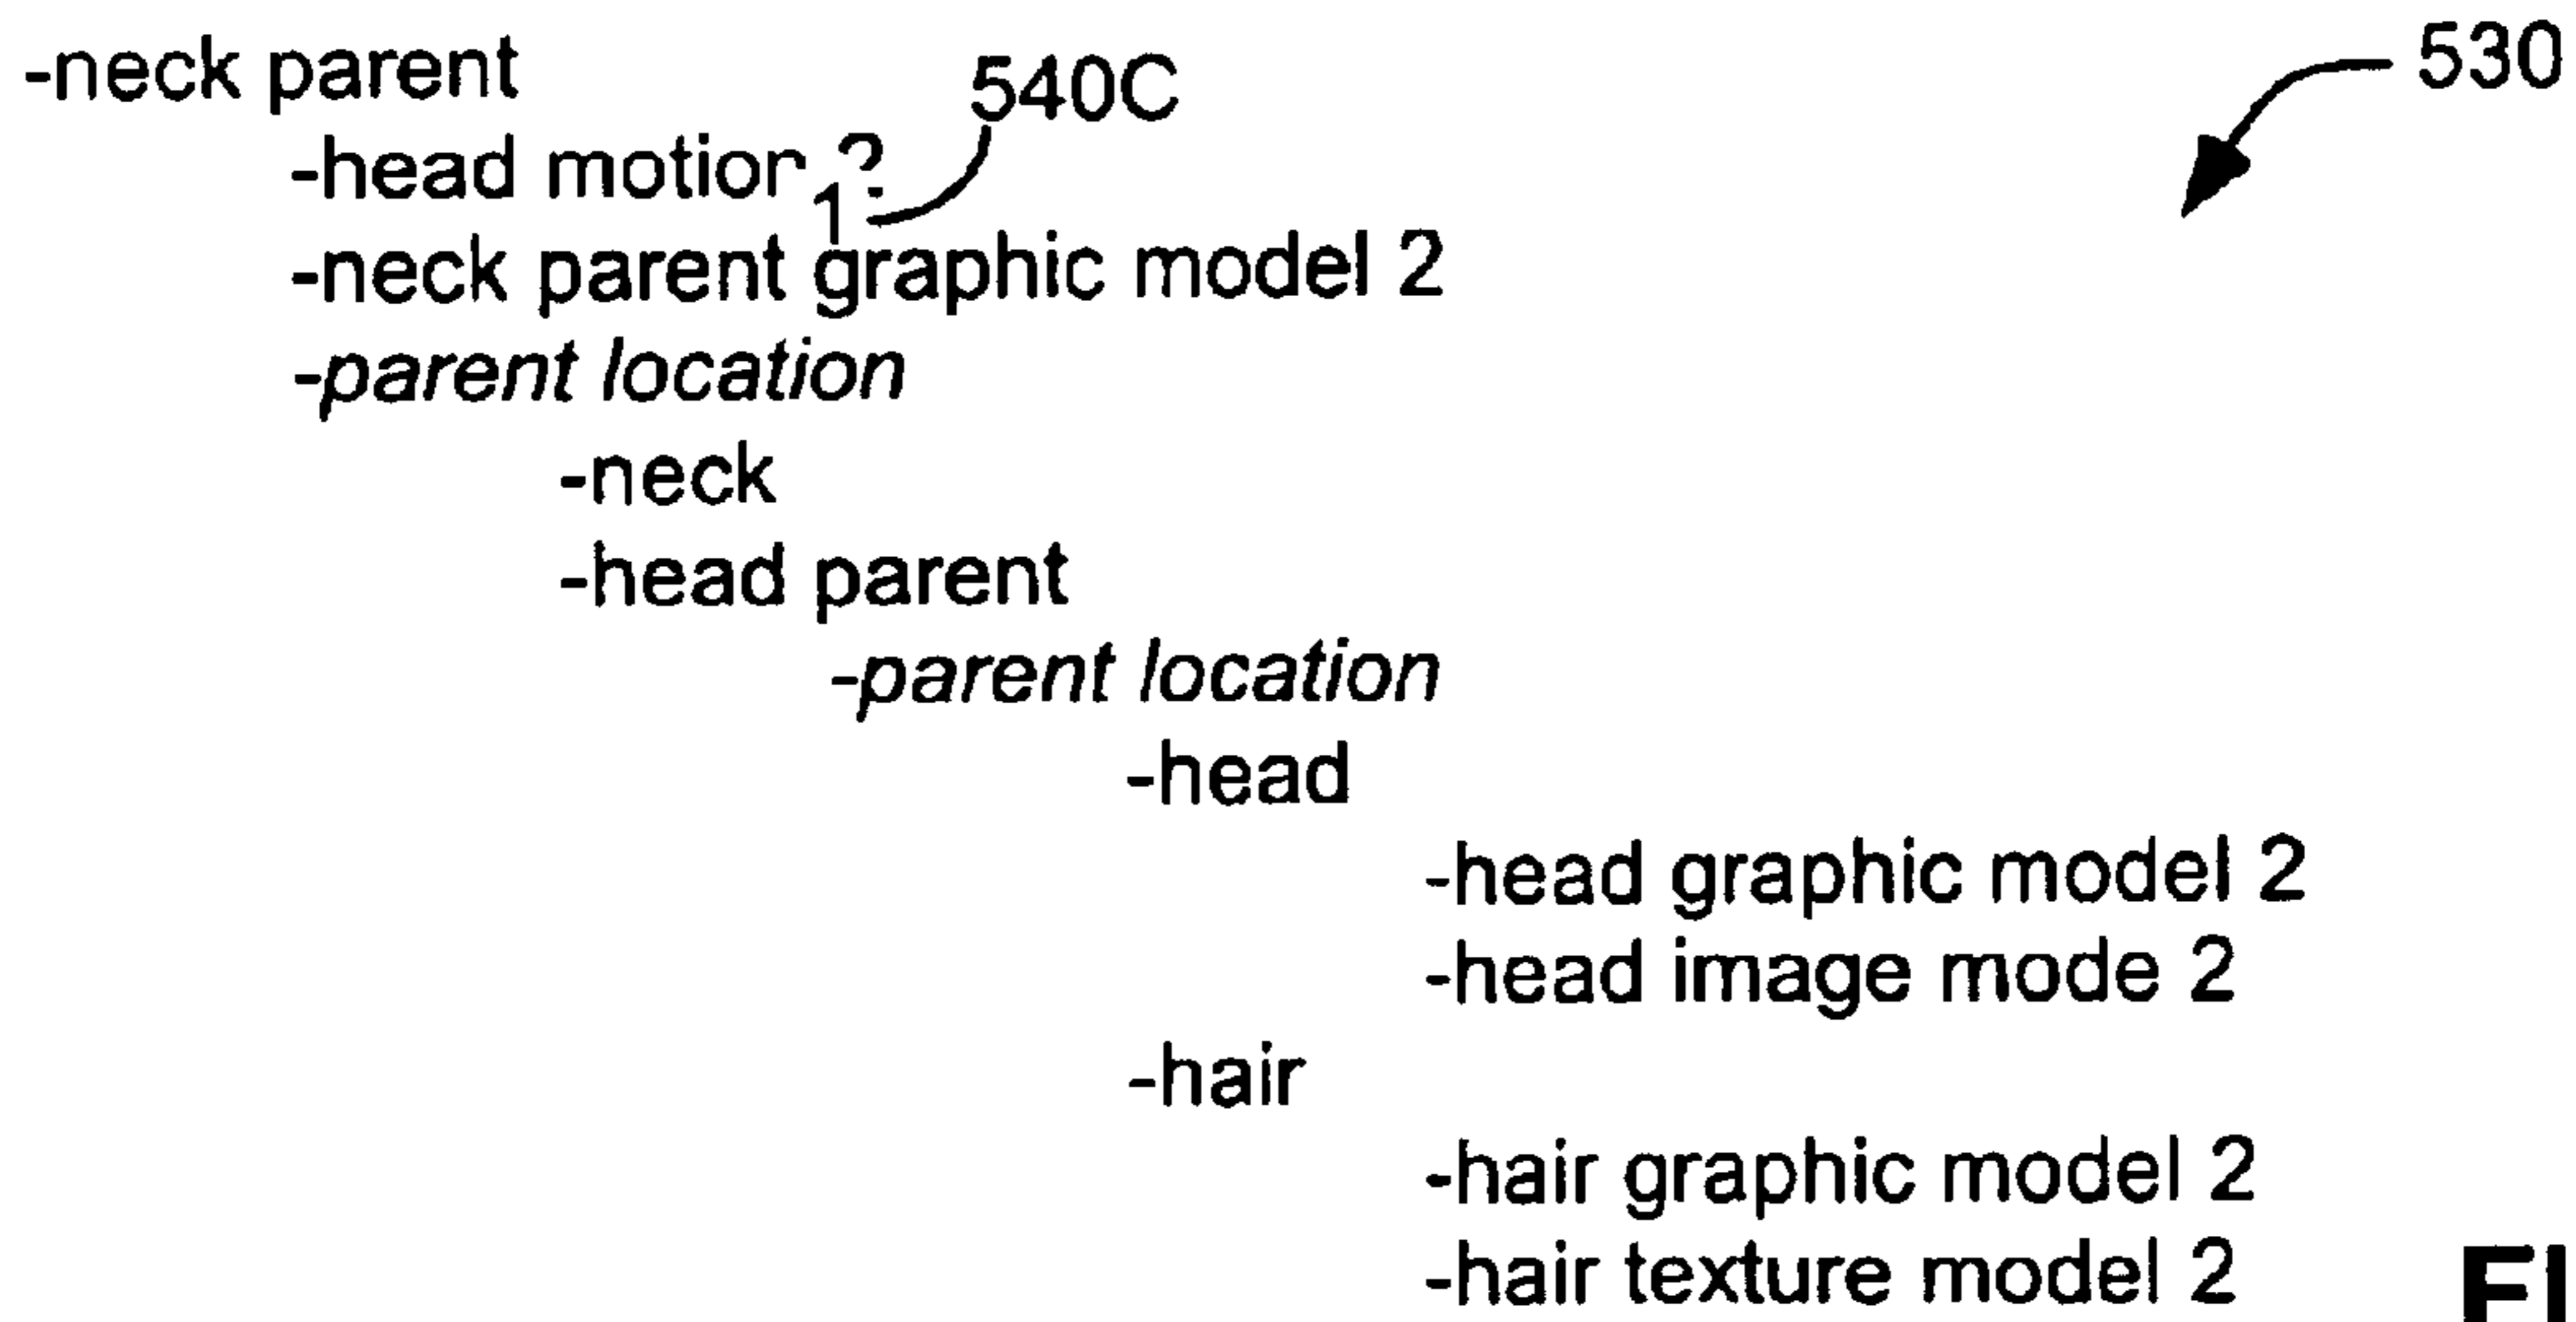 -neck parent
540C
530
-head motion ?
1
-neck parent graphic model 2
-parent location
-neck
-head parent
-parent location
-head
-head graphic model 2
-head image mode 2
-hair
-hair graphic model 2
-hair texture model 2